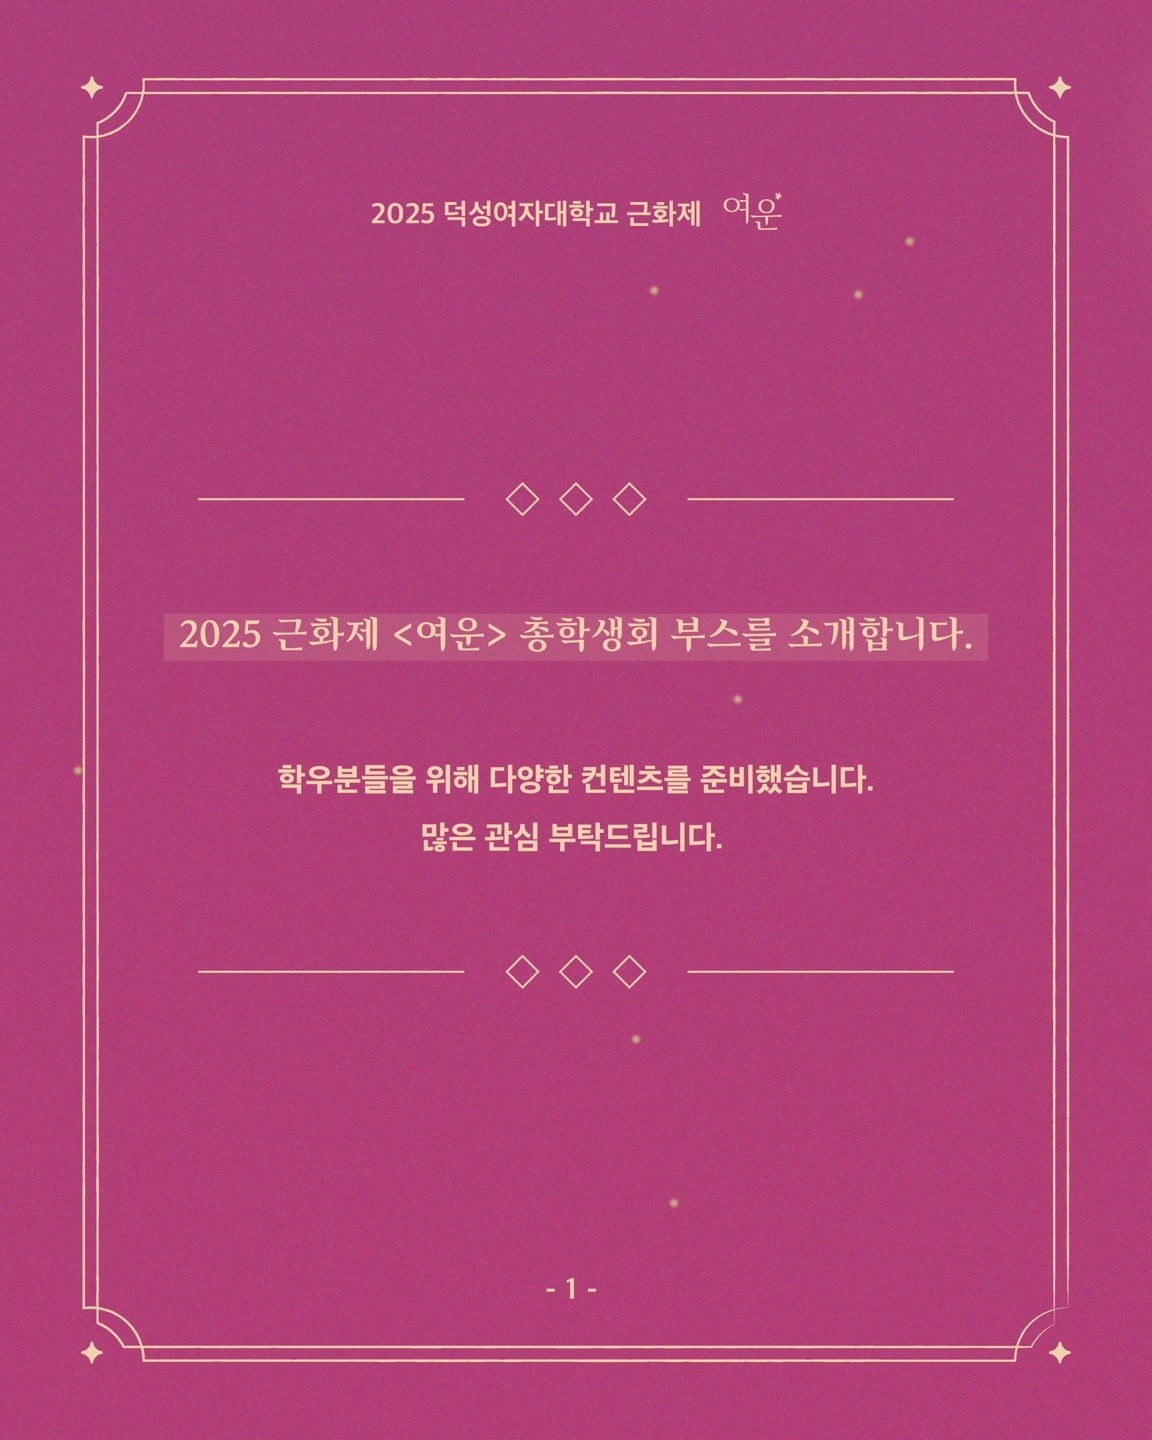 2025 덕성여자대학교 근화제 여운
2025 근화제 <여운> 총학생회 부스를 소개합니다.
학우분들을 위해 다양한 컨텐츠를 준비했습니다.
많은 관심 부탁드립니다.
- 1 -